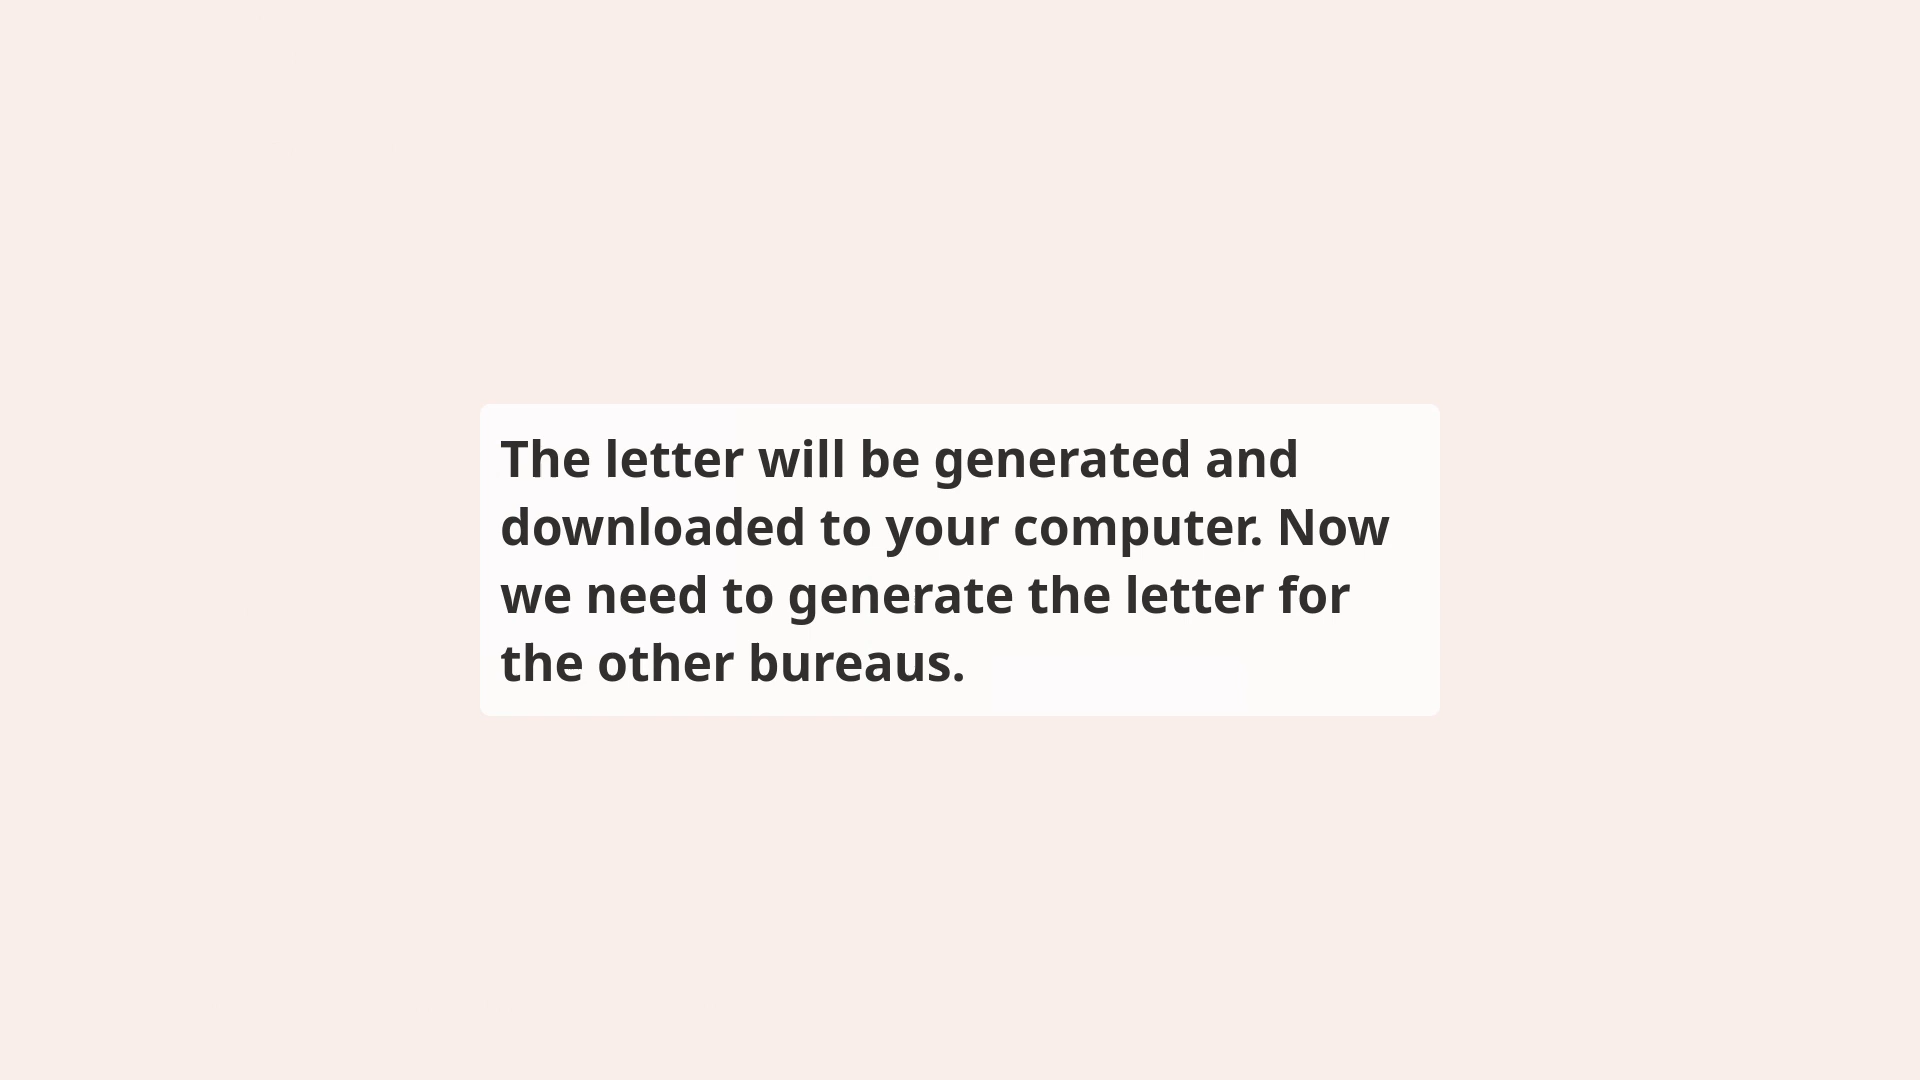 The letter will be generated and
downloaded to your computer. Now
we need to generate the letter for
the other bureaus.